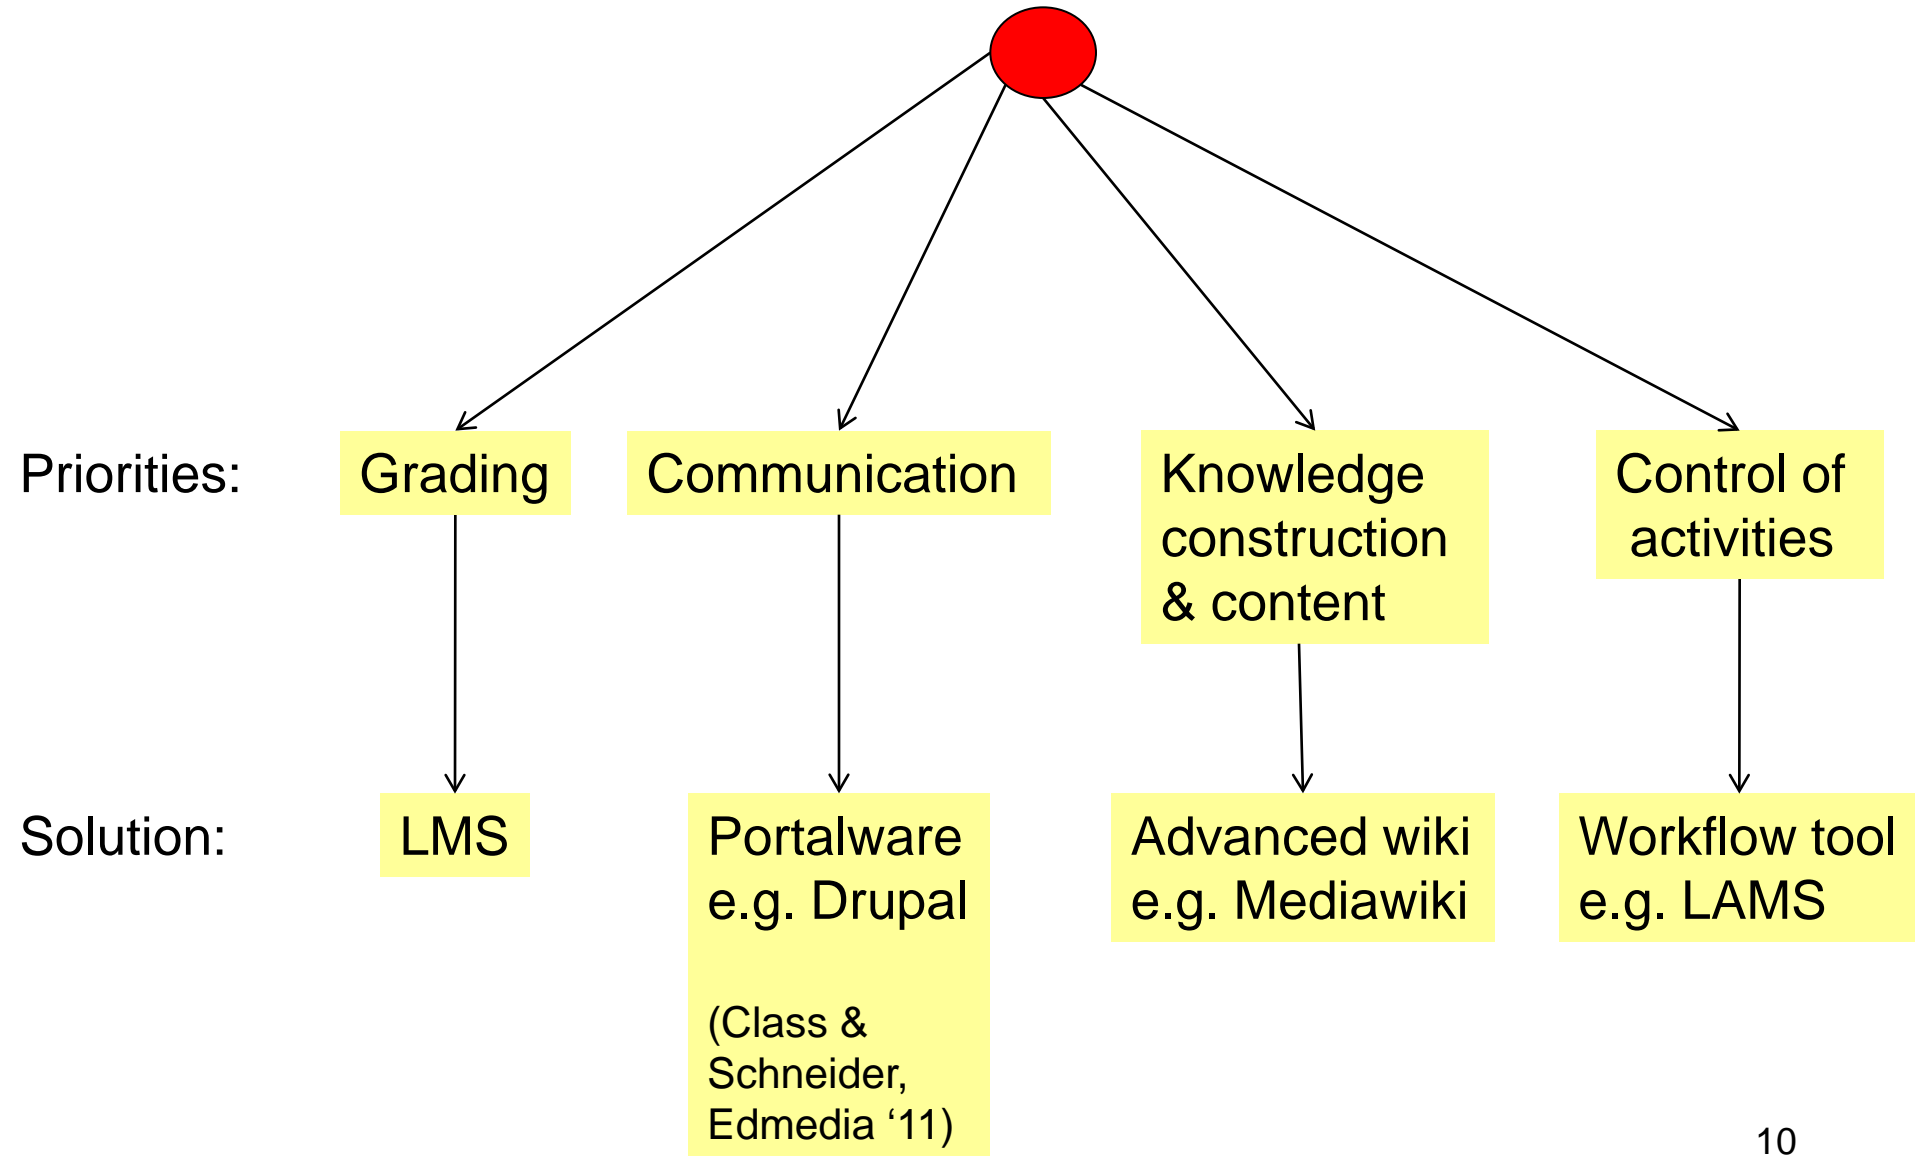 Priorities:
Grading
Communication
Knowledge
construction
& content
Control of
activities
Solution:
LMS
Portalware
e.g. Drupal
(Class &
Schneider,
Edmedia ‘11)
Advanced wiki
e.g. Mediawiki
Workflow tool
e.g. LAMS
10